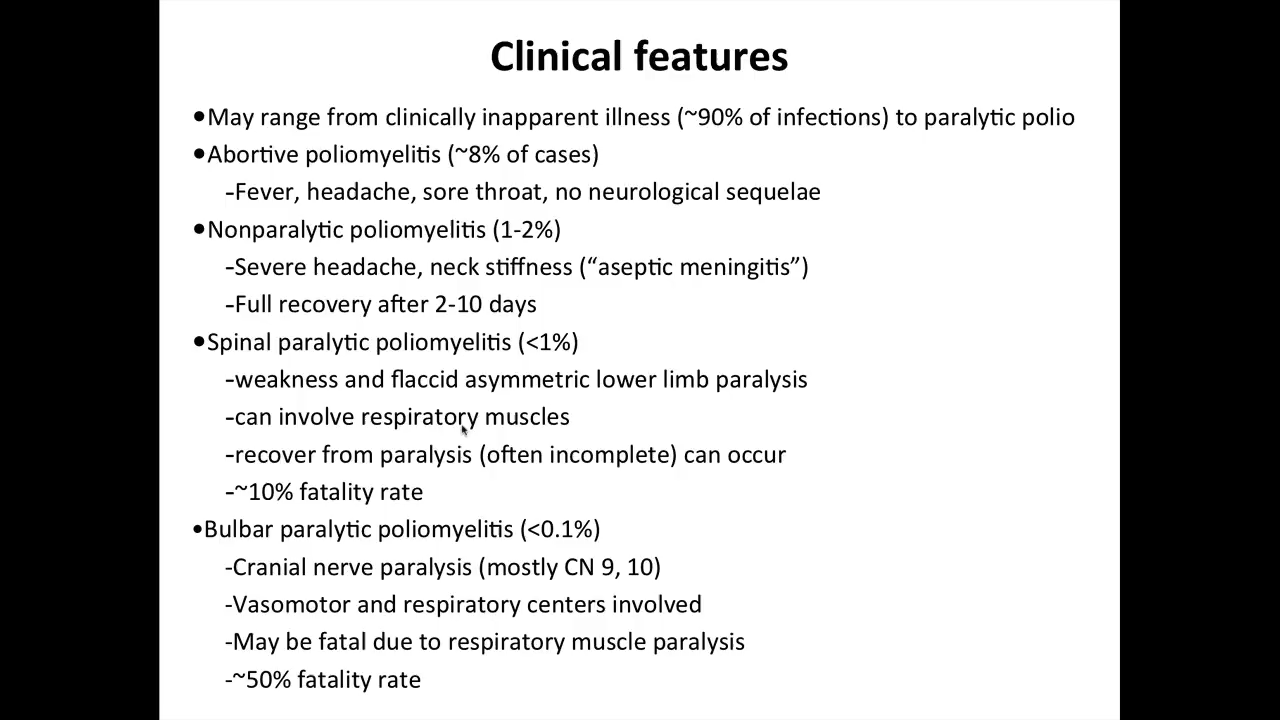 Clinical features
•May range from clinically inapparent illness (~90% of infections) to paralytic polio
•Abortive poliomyelitis (~8% of cases)
-Fever, headache, sore throat, no neurological sequelae
•Nonparalytic poliomyelitis (1-2%)
-Severe headache, neck stiffness (“aseptic meningitis”)
-Full recovery after 2-10 days
•Spinal paralytic poliomyelitis (<1%)
-weakness and flaccid asymmetric lower limb paralysis
-can involve respiratory muscles
-recover from paralysis (often incomplete) can occur
-~10% fatality rate
•Bulbar paralytic poliomyelitis (<0.1%)
-Cranial nerve paralysis (mostly CN 9, 10)
-Vasomotor and respiratory centers involved
-May be fatal due to respiratory muscle paralysis
-~50% fatality rate